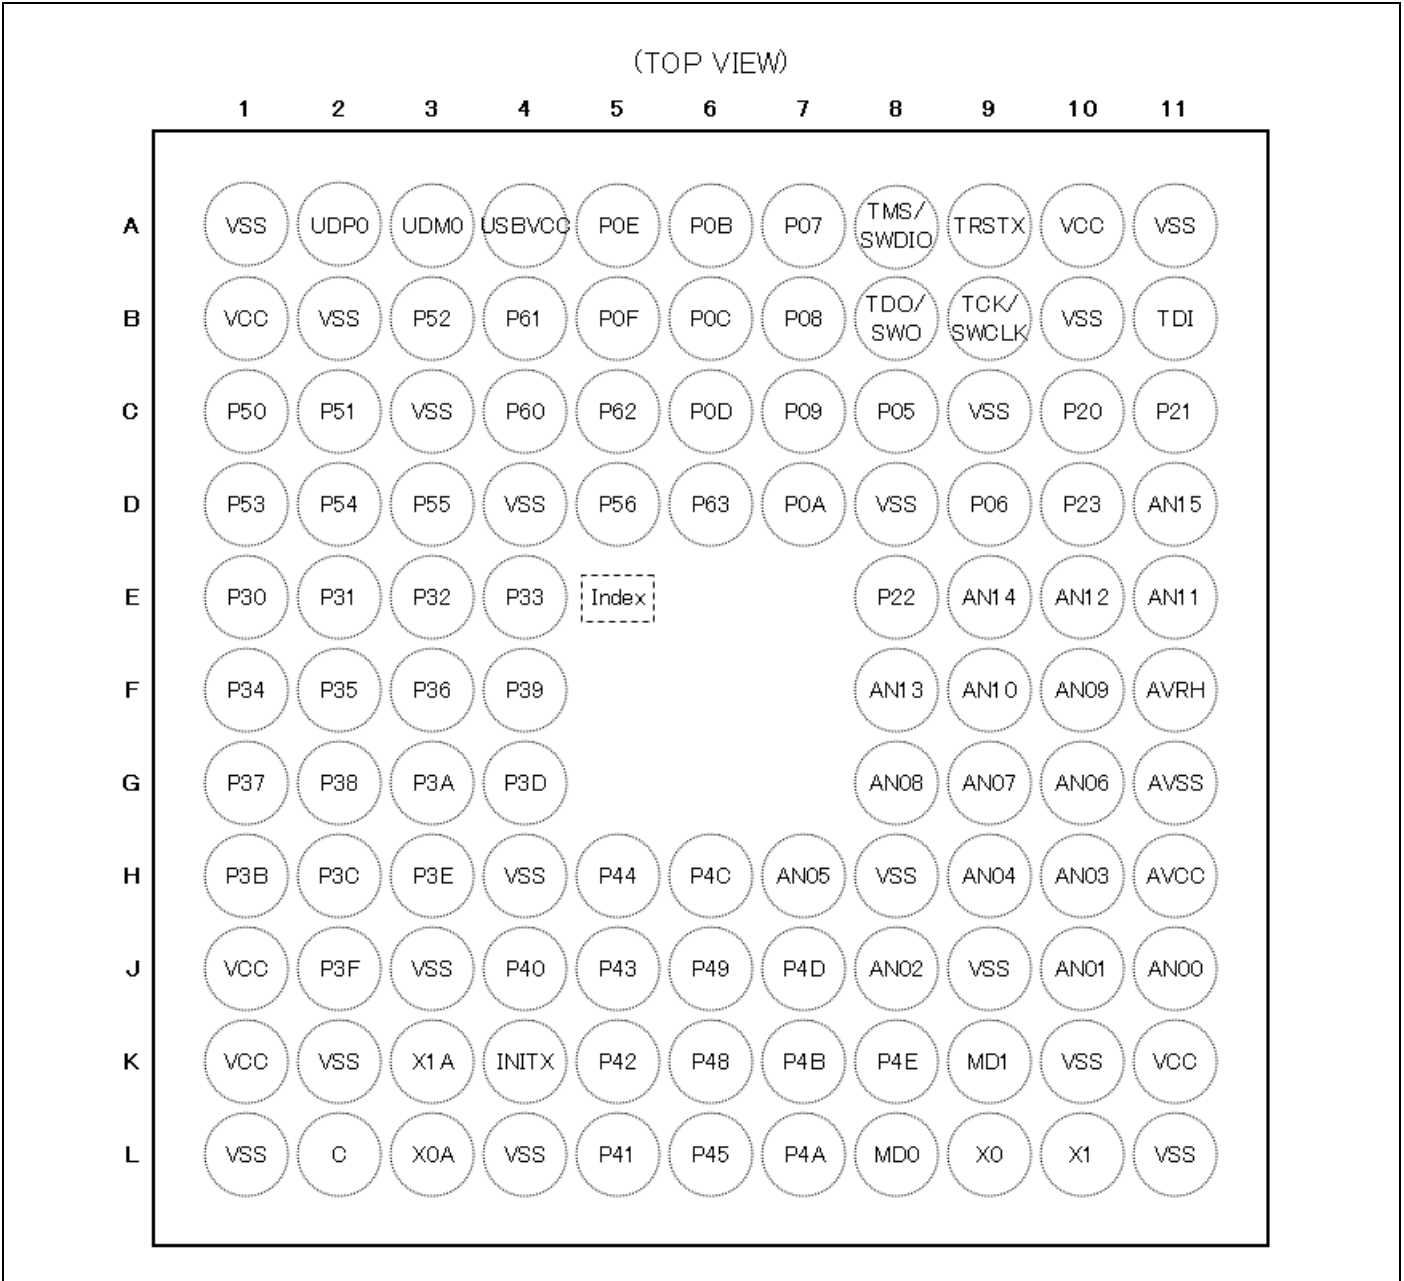 (TOP VIEW)
1 2 3 4 5 6 7 8 9 10 11
A VSS UDP0 UDM0 USBVCC P0E P0B P07 TMS/ SWDIO TRSTX VCC VSS
B VCC VSS P52 P61 P0F P0C P08 TDO/ SWO TCK/ SWCLK VSS TDI
C P50 P51 VSS P60 P62 P0D P09 P05 VSS P20 P21
D P53 P54 P55 VSS P56 P63 P0A VSS P06 P23 AN15
E P30 P31 P32 P33 Index P22 AN14 AN12 AN11
F P34 P35 P36 P39 AN13 AN10 AN09 AVRH
G P37 P38 P3A P3D AN08 AN07 AN06 AVSS
H P3B P3C P3E VSS P44 P4C AN05 VSS AN04 AN03 AVCC
J VCC P3F VSS P40 P43 P49 P4D AN02 VSS AN01 AN00
K VCC VSS X1A INITX P42 P48 P4B P4E MD1 VSS VCC
L VSS C X0A VSS P41 P45 P4A MD0 X0 X1 VSS